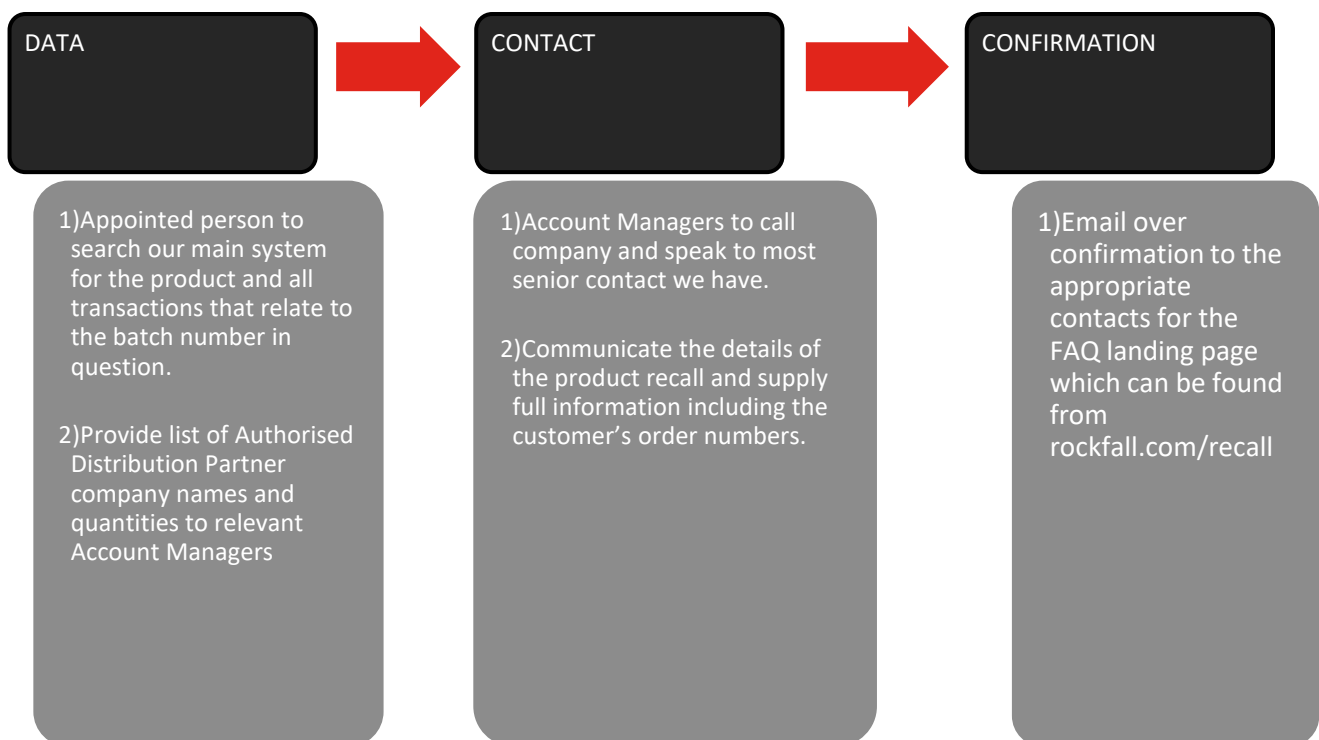 DATA
1)Appointed person to
search our main system
for the product and all
transactions that relate to
the batch number in
question.
2)Provide list of Authorised
Distribution Partner
company names and
quantities to relevant
Account Managers
CONTACT
1)Account Managers to call
company and speak to most
senior contact we have.
2)Communicate the details of
the product recall and supply
full information including the
customer’s order numbers.
CONFIRMATION
1)Email over
confirmation to the
appropriate
contacts for the
FAQ landing page
which can be found
from
rockfall.com/recall